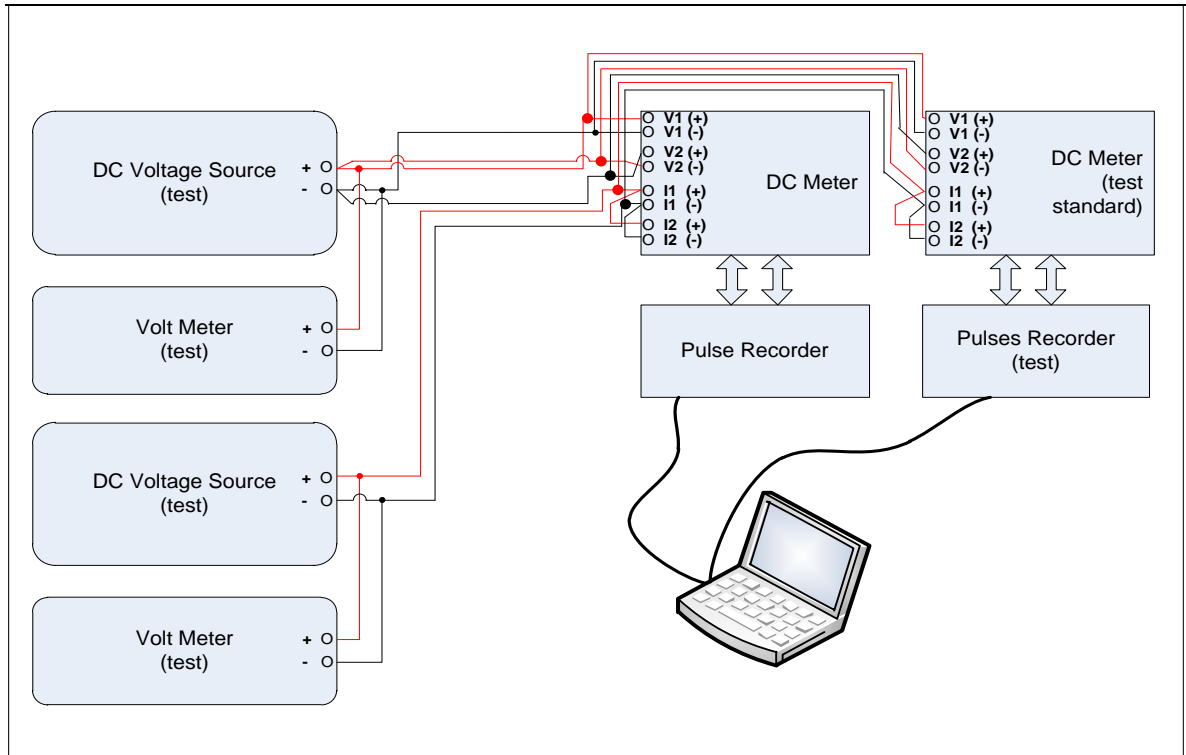 DC Voltage Source
(test)
+
-
Volt Meter
(test)
+
-
DC Voltage Source
(test)
+
-
Volt Meter
(test)
+
-
V1 (+)
V1 (-)
V2 (+)
V2 (-)
I1 (+)
I1 (-)
I2 (+)
I2 (-)
DC Meter
V1 (+)
V1 (-)
V2 (+)
V2 (-)
I1 (+)
I1 (-)
I2 (+)
I2 (-)
DC Meter
(test
standard)
Pulse Recorder
Pulses Recorder
(test)